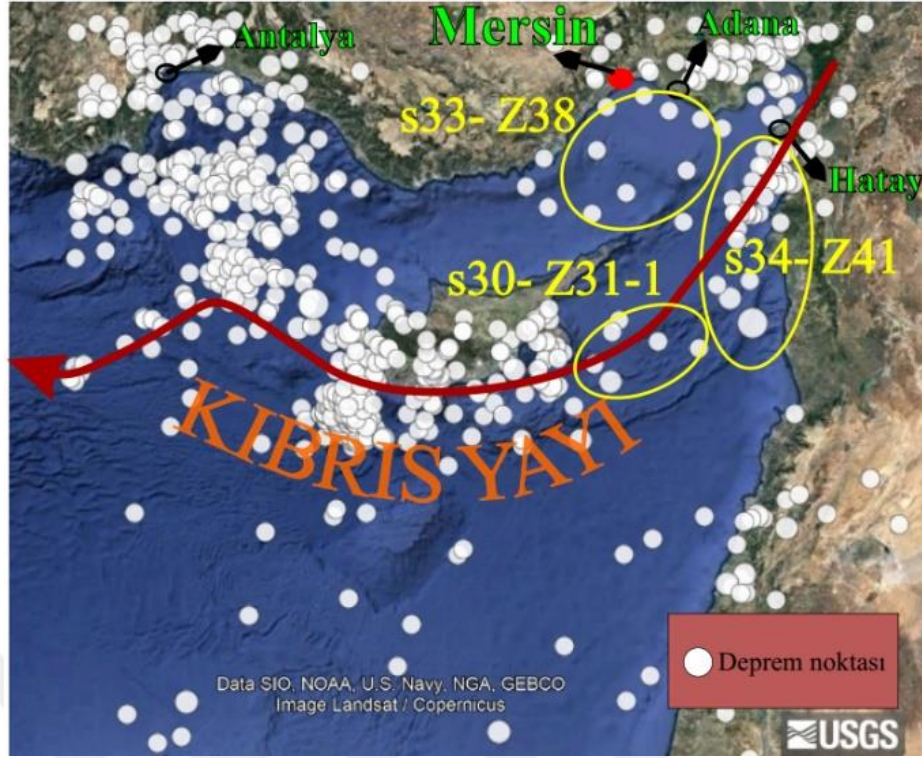 Antalya
Mersin
Adana
s33- Z38
Hatay
s30- Z31-1
s34- Z41
KIBRIS YAYI
Deprem noktası
Data SIO, NOAA, U.S. Navy, NGA, GEBCO
Image Landsat / Copernicus
USGS